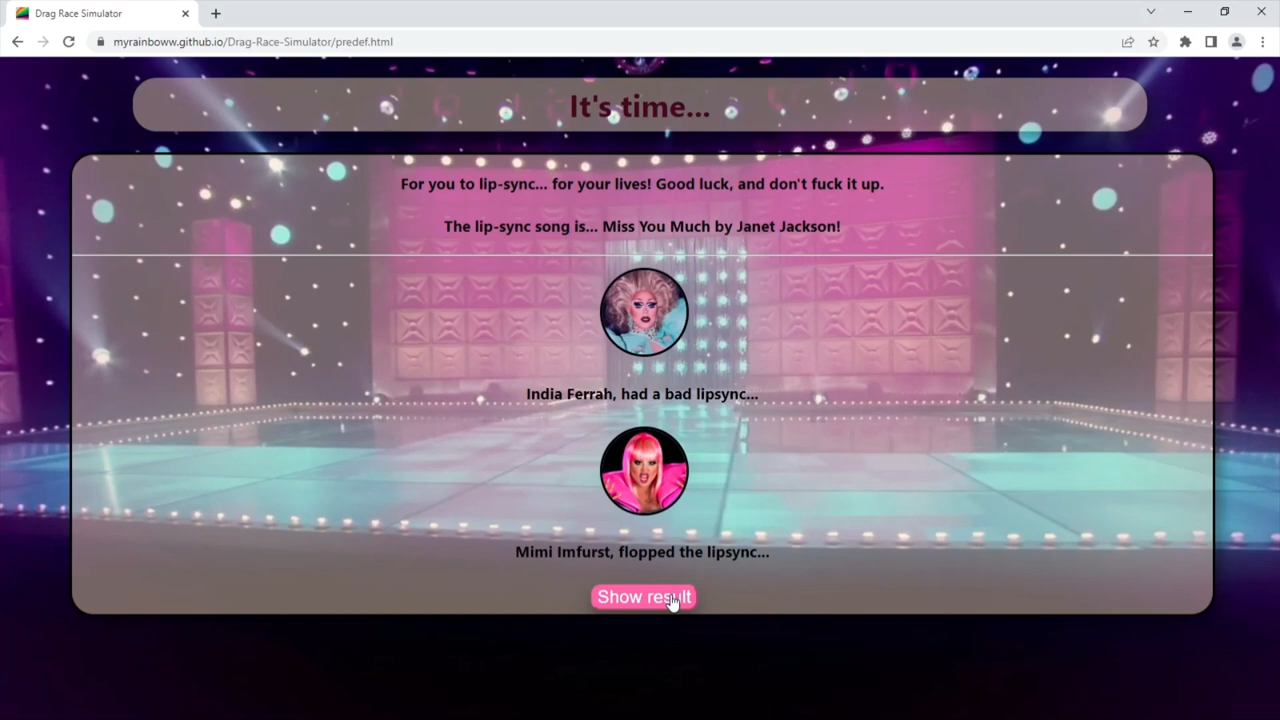 Drag Race Simulator
myrainboww.github.io/Drag-Race-Simulator/predef.html
It's time...
For you to lip-sync... for your lives! Good luck, and don't fuck it up.
The lip-sync song is... Miss You Much by Janet Jackson!
India Ferrah, had a bad lipsync...
Mimi Imfurst, flopped the lipsync...
Show result